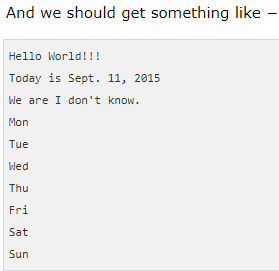 And we should get something like −
Hello World!!!
Today is Sept. 11, 2015
We are I don't know.
Mon
Tue
Wed
Thu
Fri
Sat
Sun